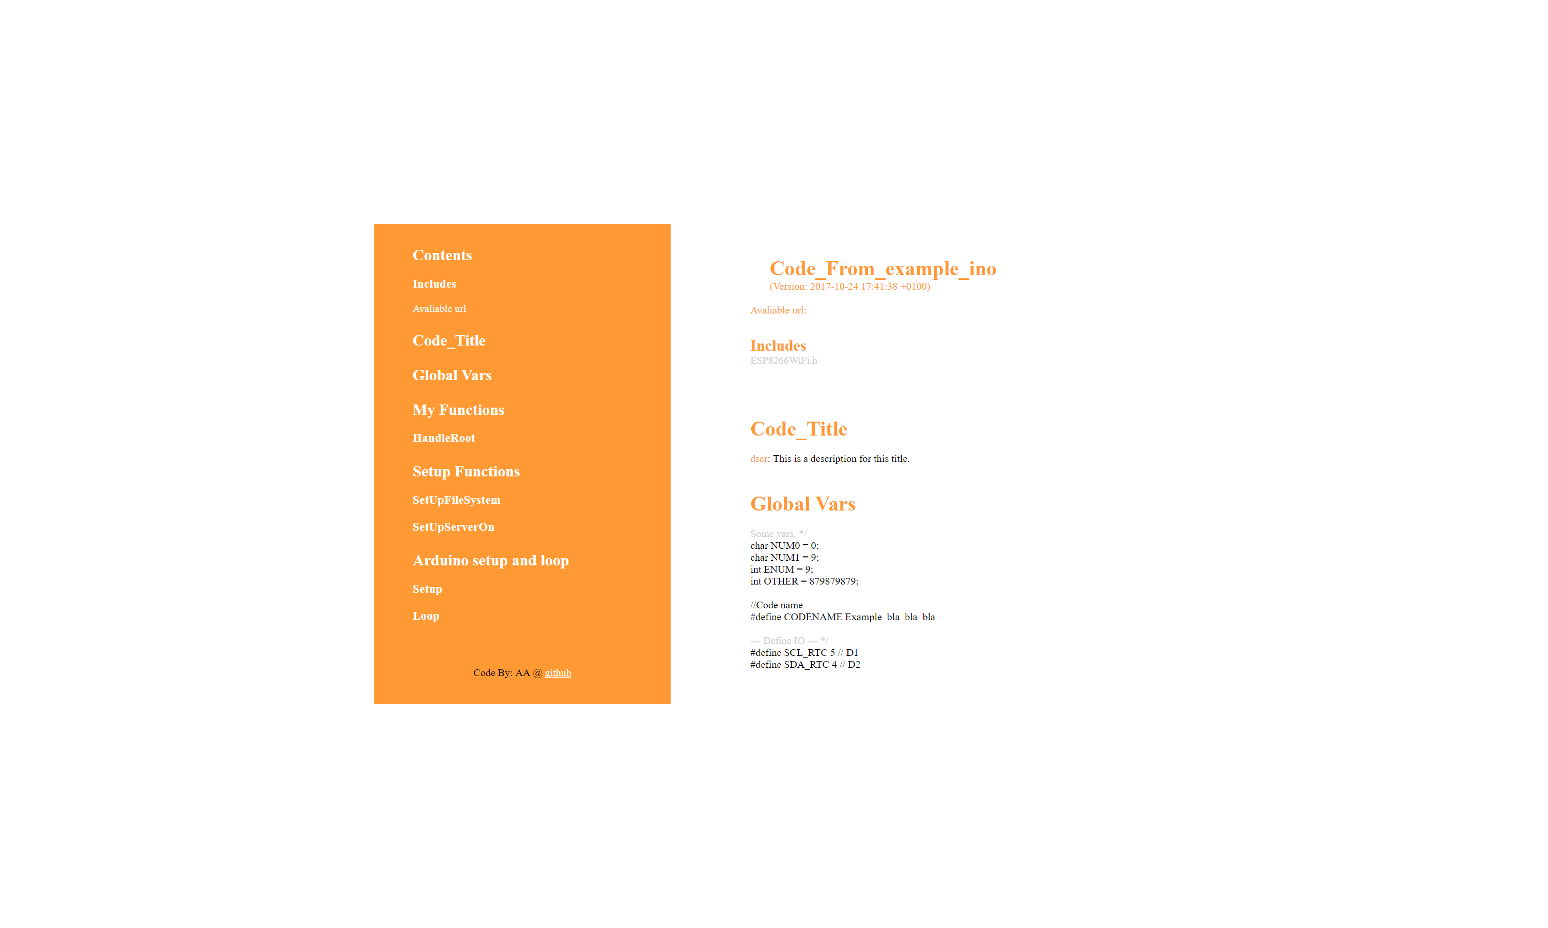 Contents
Includes
Avaliable url
Code_Title
Global Vars
My Functions
HandleRoot
Setup Functions
SetUpFileSystem
SetUpServerOn
Arduino setup and loop
Setup
Loop
Code By: AA @ github
Code_From_example_ino
(Version: 2017-10-24 17:41:38 +0100)
Avaliable url:
Includes
ESP8266WiFi.h
Code_Title
dscr: This is a description for this title.
Global Vars
Some vars. */
char NUM0 = 0;
char NUM1 = 9;
int ENUM = 9;
int OTHER = 879879879;
//Code name
#define CODENAME Example_bla_bla_bla
--- Define IO --- */
#define SCL_RTC 5 // D1
#define SDA_RTC 4 // D2